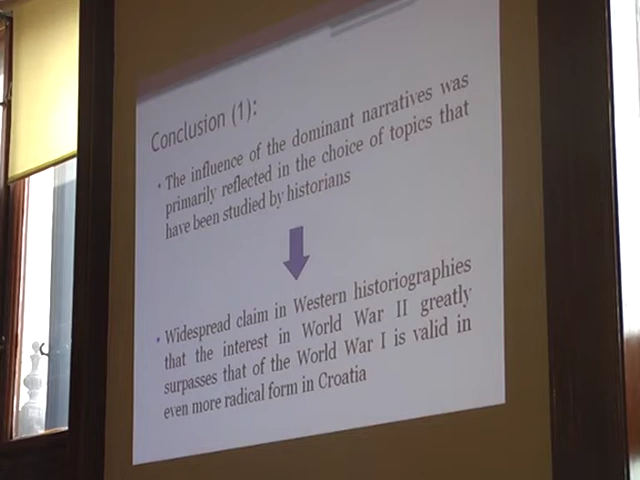 Conclusion (1):
• The influence of the dominant narratives was
primarily reflected in the choice of topics that
have been studied by historians
• Widespread claim in Western historiographies
that the interest in World War II greatly
surpasses that of the World War I is valid in
even more radical form in Croatia